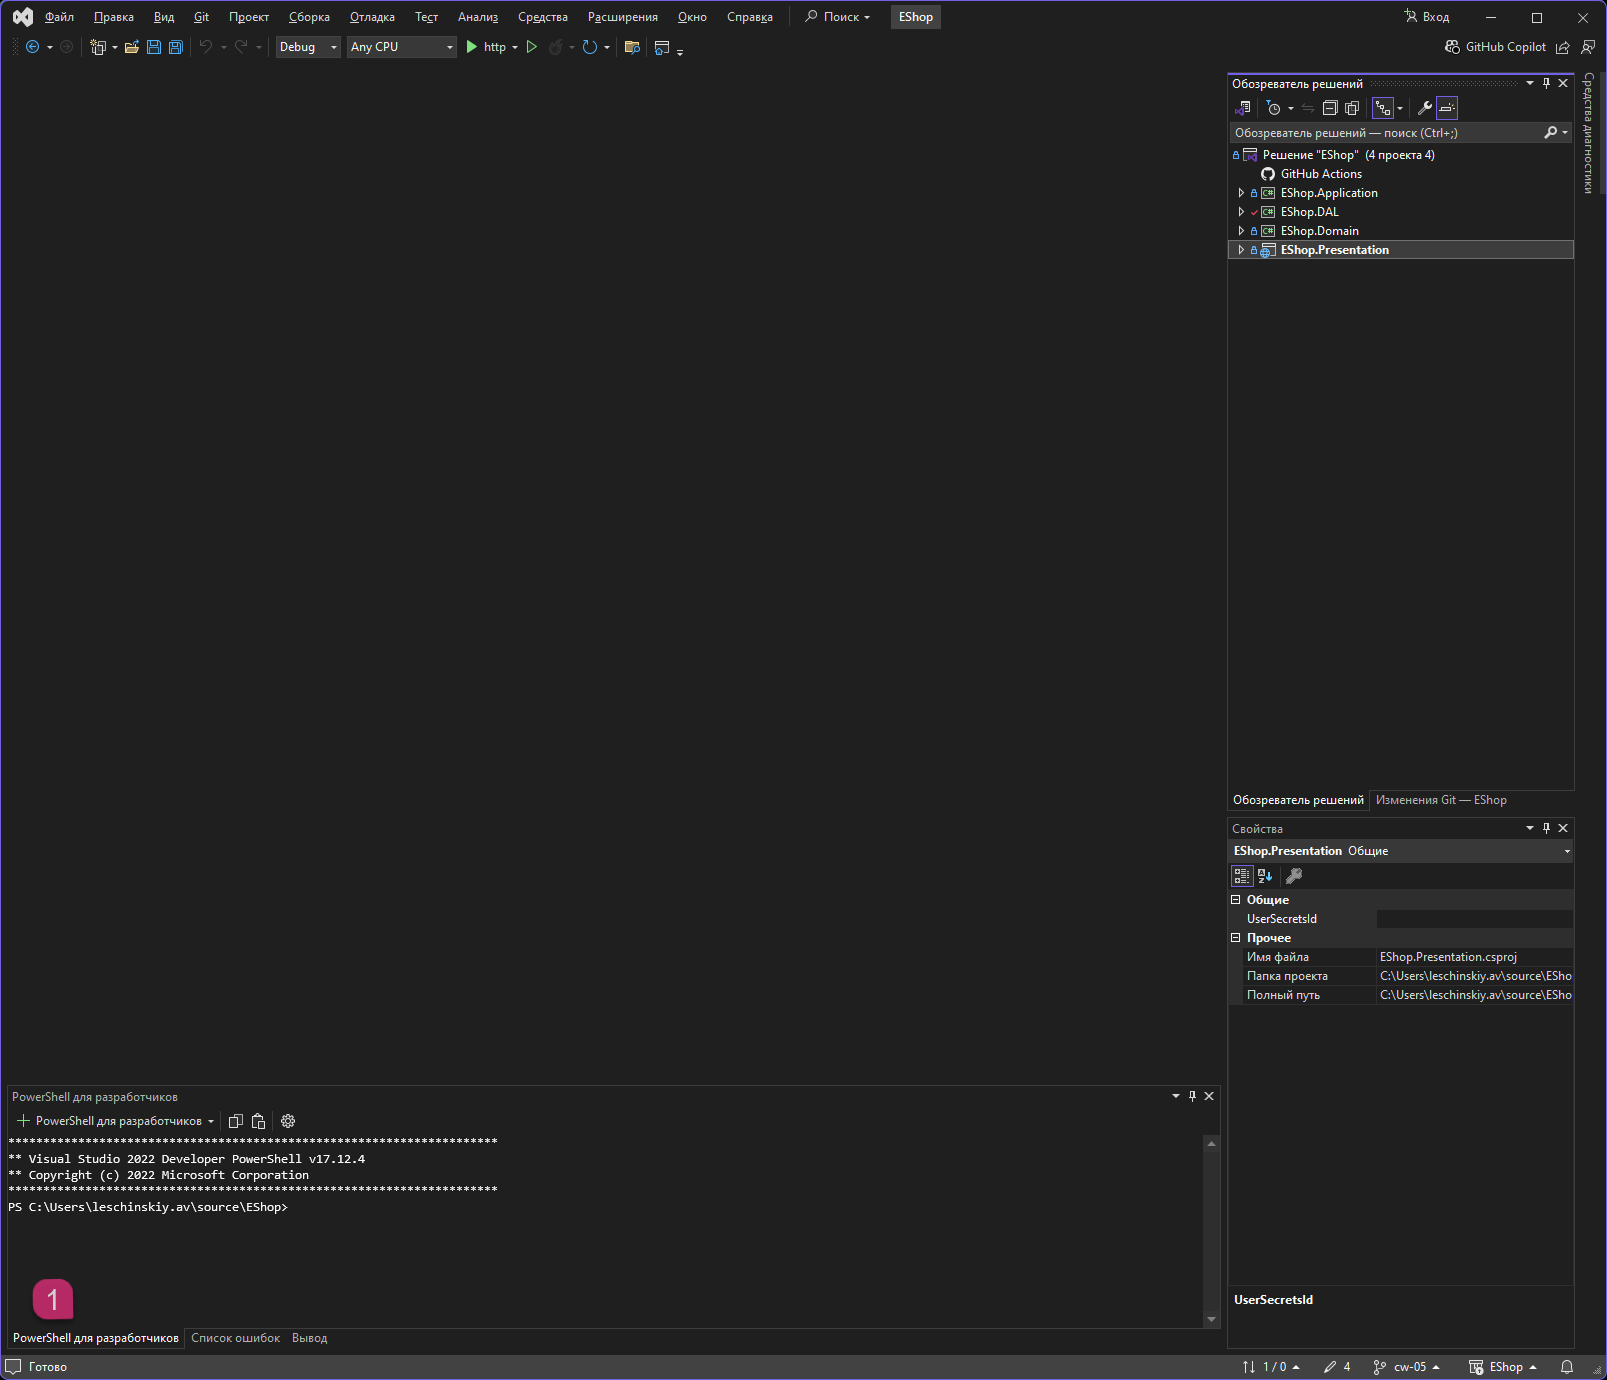 Файл Правка Вид Git Проект Сборка Отладка Тест Анализ Средства Расширения Окно Справка Поиск EShop Вход
Debug Any CPU http GitHub Copilot
Средства диагностики
Обозреватель решений
Обозреватель решений — поиск (Ctrl+;)
Решение "EShop" (4 проекта 4)
GitHub Actions
C# EShop.Application
C# EShop.DAL
C# EShop.Domain
EShop.Presentation
Обозреватель решений Изменения Git — EShop
Свойства
EShop.Presentation Общие
Общие
UserSecretsId
Прочее
Имя файла EShop.Presentation.csproj
Папка проекта C:\Users\leschinskiy.av\source\ESho
Полный путь C:\Users\leschinskiy.av\source\ESho
UserSecretsId
PowerShell для разработчиков
PowerShell для разработчиков
**********************************************************************
** Visual Studio 2022 Developer PowerShell v17.12.4
** Copyright (c) 2022 Microsoft Corporation
**********************************************************************
PS C:\Users\leschinskiy.av\source\EShop>
1
PowerShell для разработчиков Список ошибок Вывод
Готово 1 / 0 4 cw-05 EShop